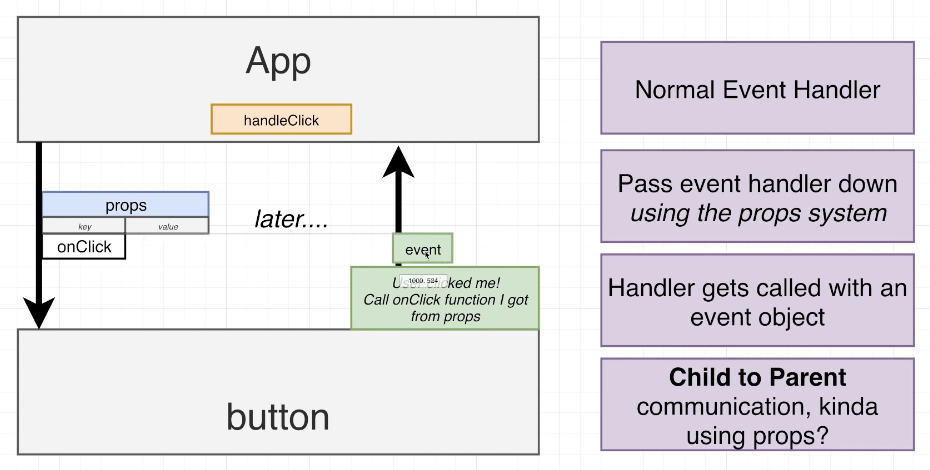 App
handleClick
Normal Event Handler
Pass event handler down
using the props system
props
key value
onClick
later....
event
ked me!
Call onClick function I got
from props
Handler gets called with an
event object
button
Child to Parent
communication, kinda
using props?